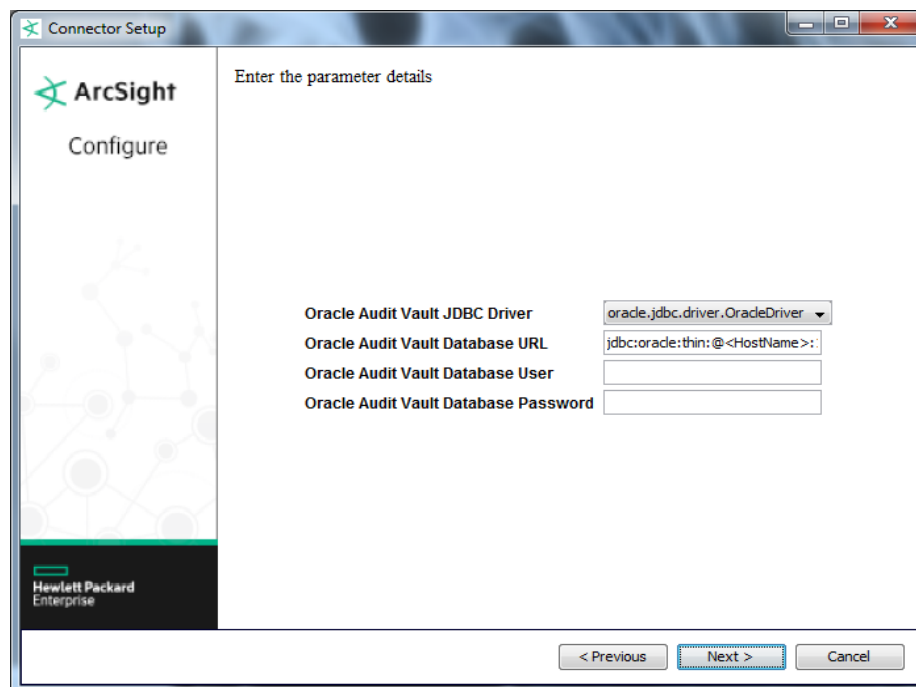 Connector Setup
ArcSight
Configure
Enter the parameter details
Oracle Audit Vault JDBC Driver oracle.jdbc.driver.OracleDriver
Oracle Audit Vault Database URL jdbc:oracle:thin:@<HostName>:
Oracle Audit Vault Database User
Oracle Audit Vault Database Password
Hewlett Packard
Enterprise
< Previous Next > Cancel